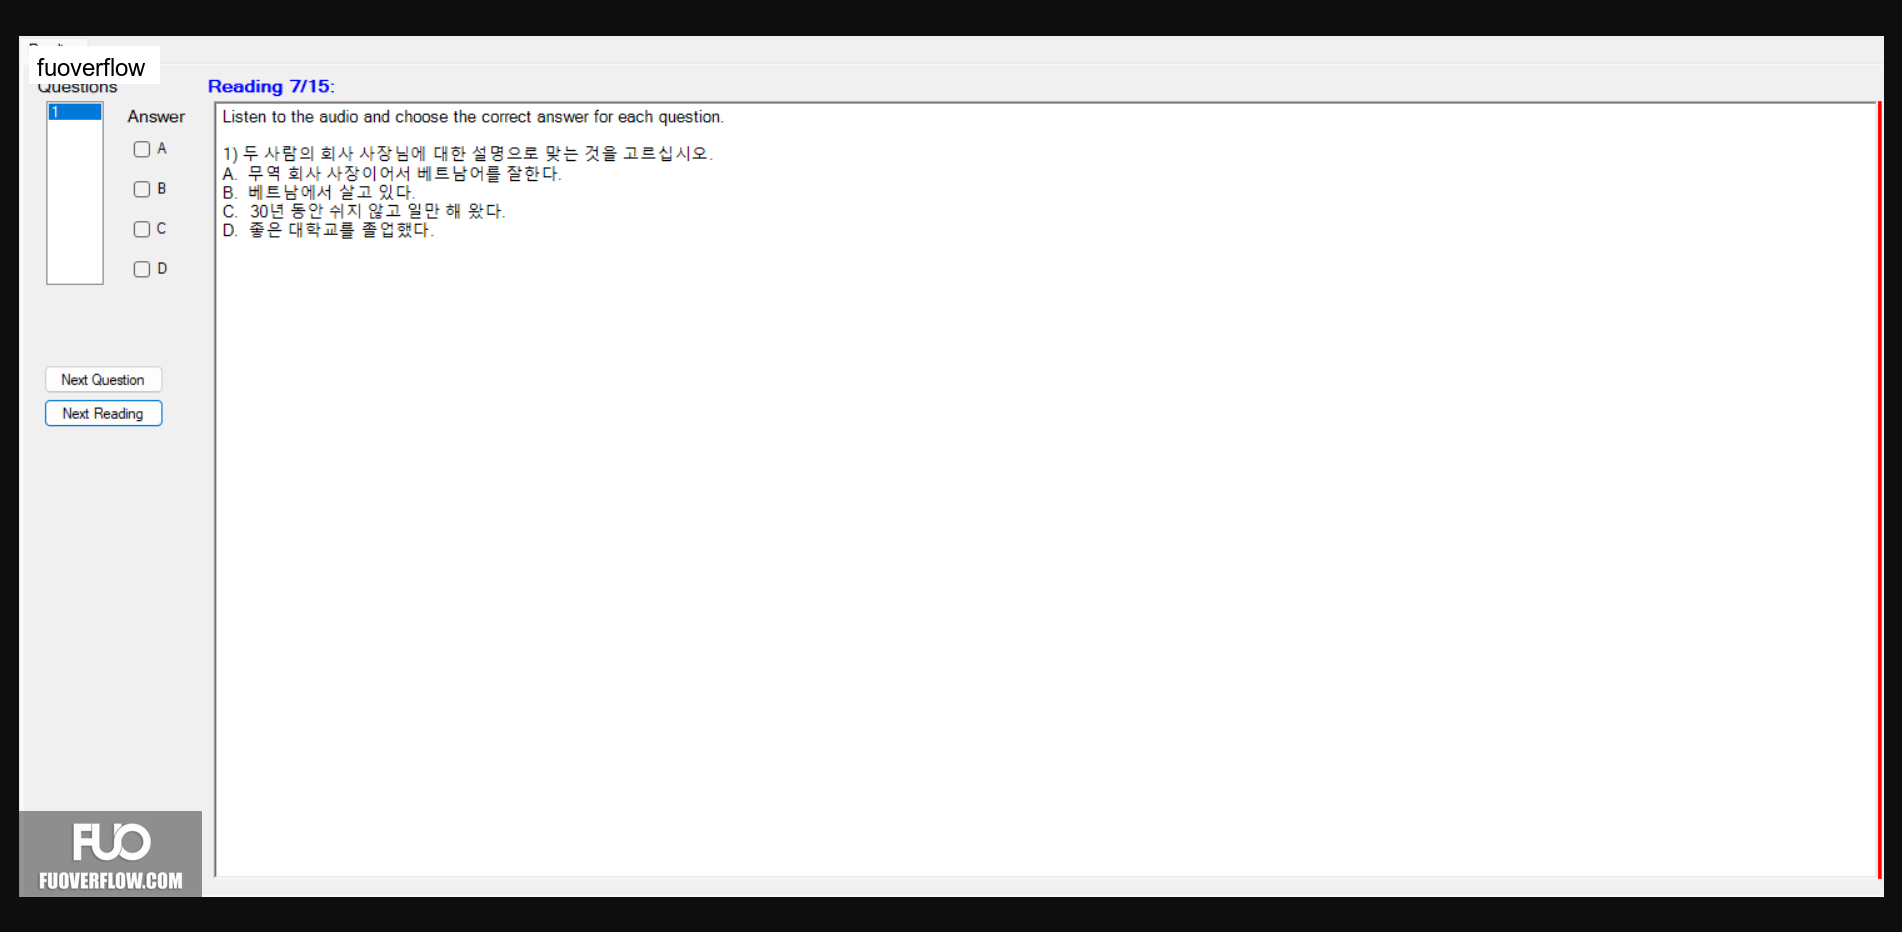 fuoverflow
Questions
Reading 7/15:
1
Answer
A
B
C
D
Next Question
Next Reading
Listen to the audio and choose the correct answer for each question.
1) 두 사람의 회사 사장님에 대한 설명으로 맞는 것을 고르십시오.
A. 무역 회사 사장이어서 베트남어를 잘한다.
B. 베트남에서 살고 있다.
C. 30년 동안 쉬지 않고 일만 해 왔다.
D. 좋은 대학교를 졸업했다.
FUO
FUOVERFLOW.COM